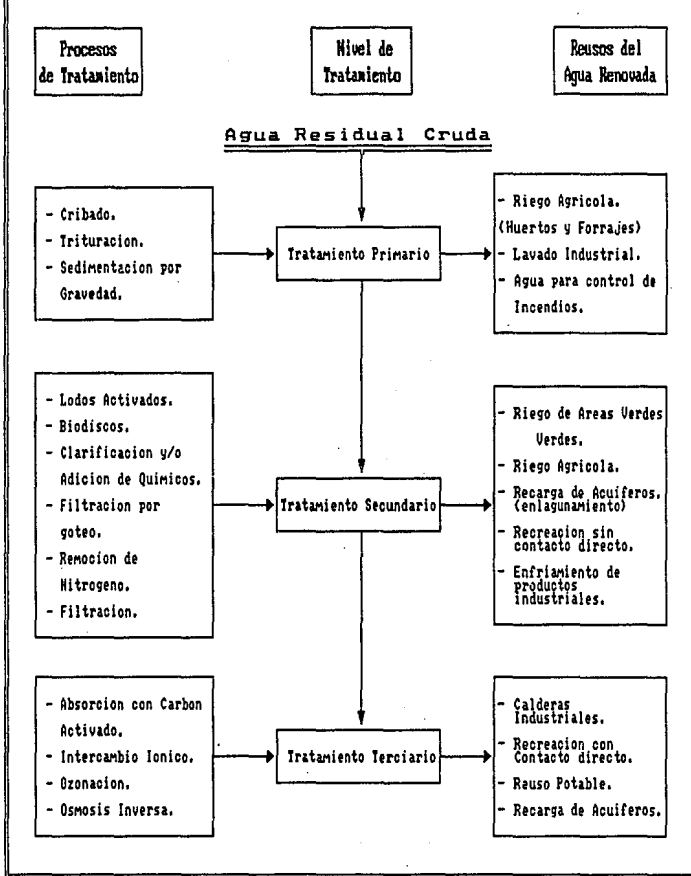 Procesos
de Tratamiento
Nivel de
Tratamiento
Reusos del
Agua Renovada
Agua Residual Cruda
- Cribado.
- Trituracion.
- Sedimentacion por
Gravedad.
Tratamiento Primario
- Riego Agricola.
(Huertos y Forrajes)
- Lavado Industrial.
- Agua para control de
Incendios.
- Lodos Activados.
- Biodiscos.
- Clarificacion y/o
Adicion de Quimicos.
- Filtracion por
goteo.
- Remocion de
Nitrogeno.
- Filtracion.
Tratamiento Secundario
- Riego de Areas Verdes
Verdes.
- Riego Agricola.
- Recarga de Acuiferos.
(enlagunamiento)
- Recreacion sin
contacto directo.
- Enfriamiento de
productos
industriales.
- Absorcion con Carbon
Activado.
- Intercambio Ionico.
- Ozonacion.
- Osmosis Inversa.
Tratamiento Terciario
- Calderas
Industriales.
- Recreacion con
Contacto directo.
- Reuso Potable.
- Recarga de Acuiferos.